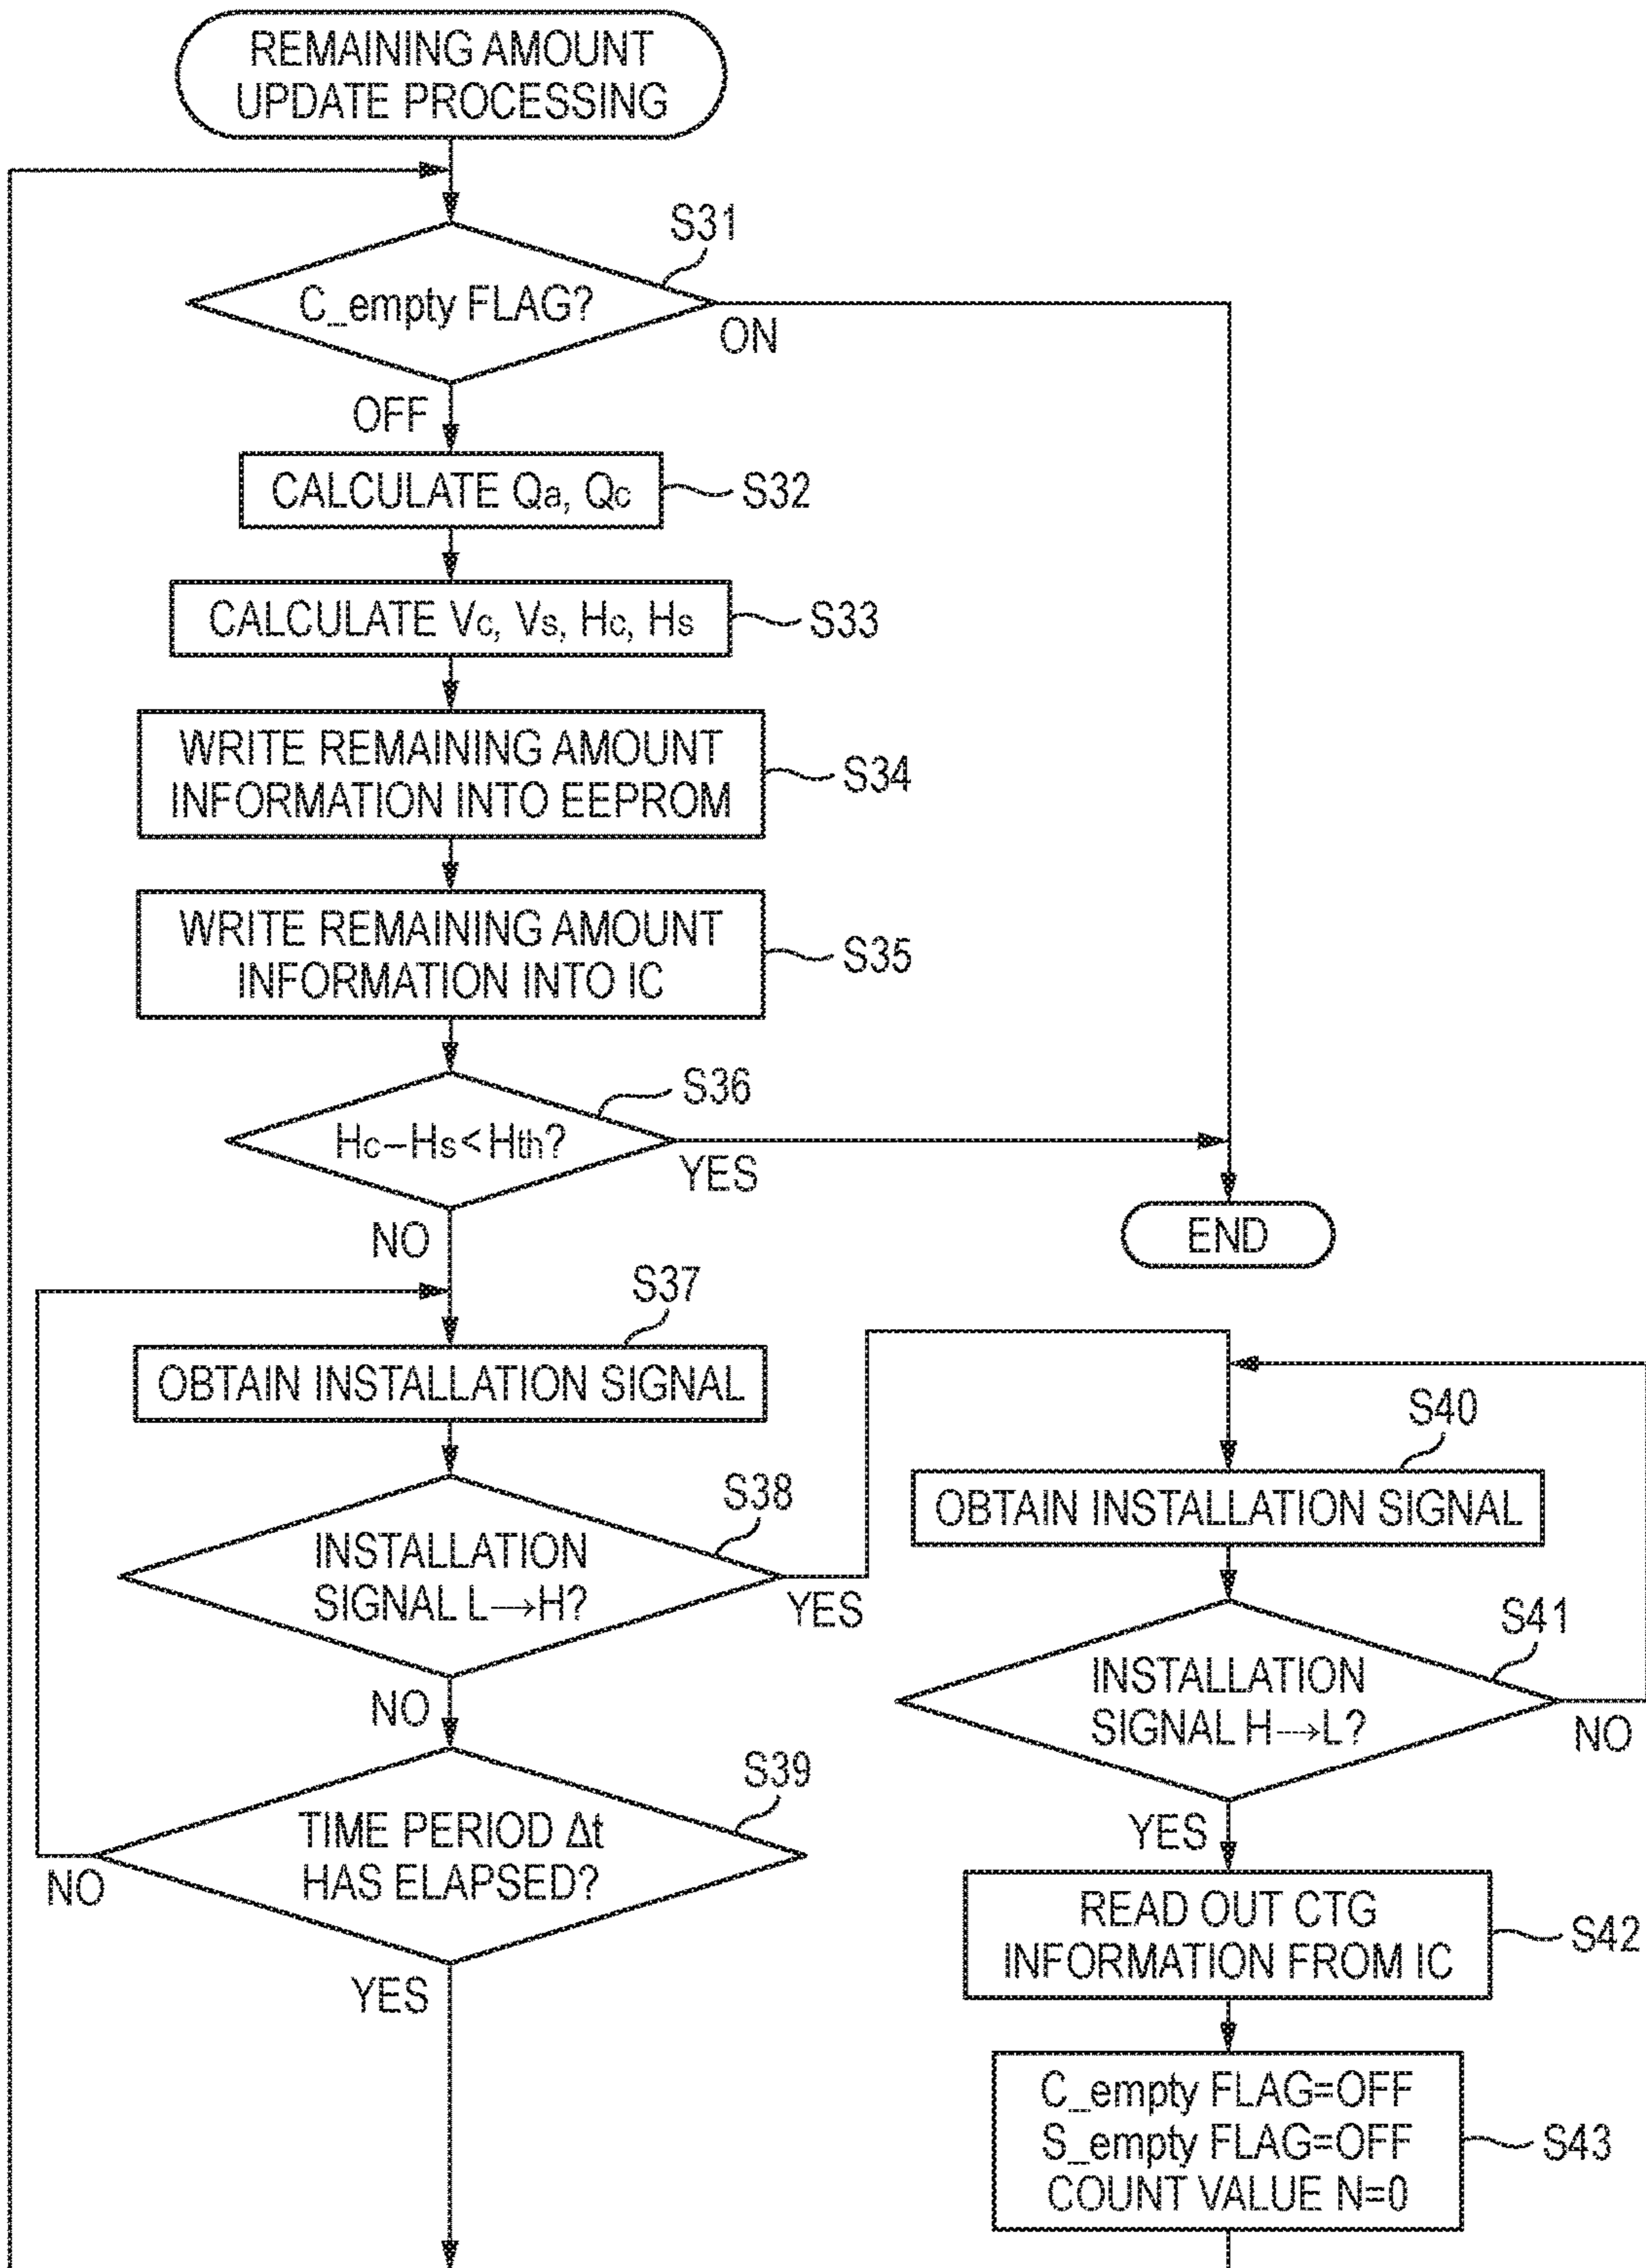 REMAINING AMOUNT
UPDATE PROCESSING
S31
C_empty FLAG?
ON
OFF
CALCULATE Qa, Qc
S32
CALCULATE Vc, Vs, Hc, Hs
S33
WRITE REMAINING AMOUNT
INFORMATION INTO EEPROM
S34
WRITE REMAINING AMOUNT
INFORMATION INTO IC
S35
S36
Hc–Hs<Hth?
YES
NO
END
S37
OBTAIN INSTALLATION SIGNAL
S38
INSTALLATION
SIGNAL L→H?
YES
NO
S39
TIME PERIOD Δt
HAS ELAPSED?
NO
YES
S40
OBTAIN INSTALLATION SIGNAL
S41
INSTALLATION
SIGNAL H→L?
NO
YES
READ OUT CTG
INFORMATION FROM IC
S42
C_empty FLAG=OFF
S_empty FLAG=OFF
COUNT VALUE N=0
S43